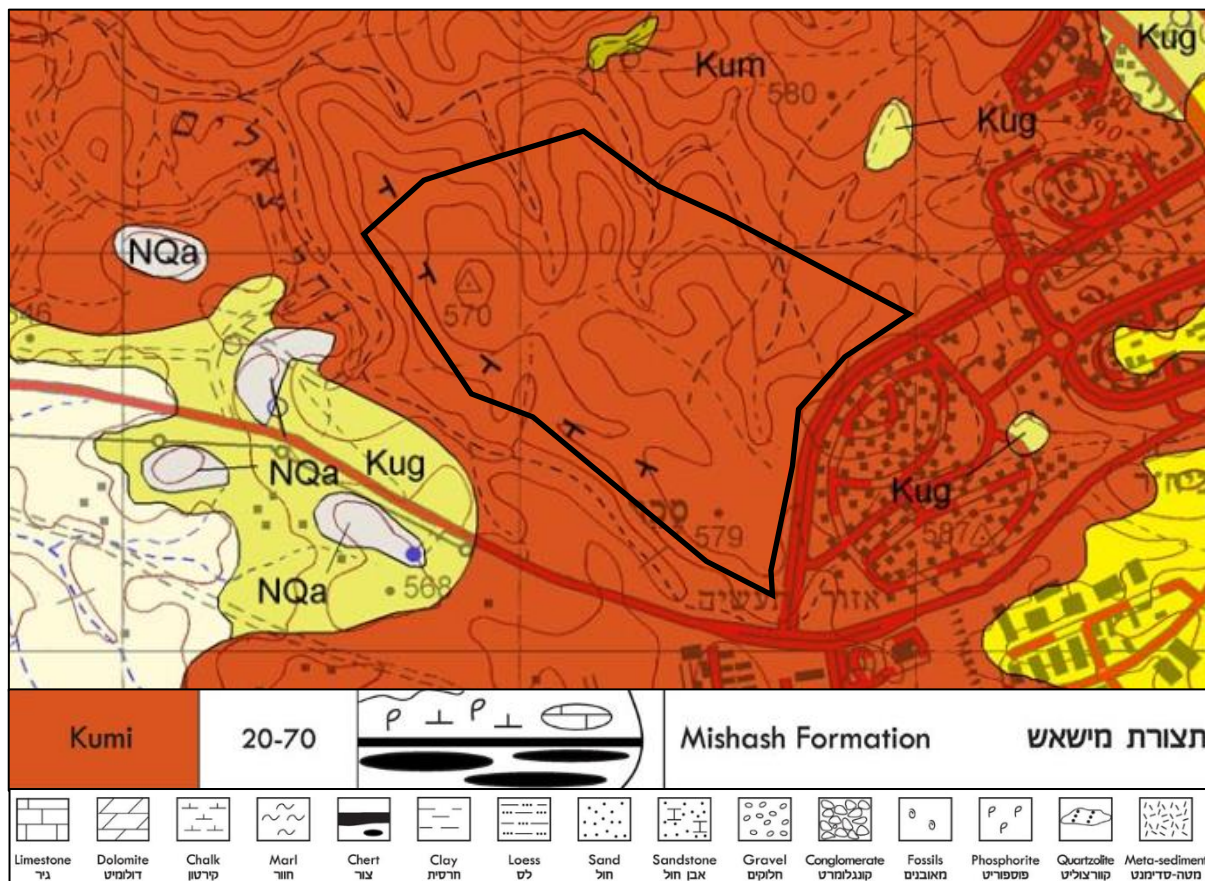 Kum
580
Kug
Kug
590
NQa
546
570
NQa
Kug
Kug
579
587
NQa
568
אזור תעשיה
Kumi
20-70
Mishash Formation
תצורת מישאש
Limestone
גיר
Dolomite
דולומיט
Chalk
קירטון
Marl
חוור
Chert
צור
Clay
חרסית
Loess
לס
Sand
חול
Sandstone
אבן חול
Gravel
חלוקים
Conglomerate
קונגלומרט
Fossils
מאובנים
Phosphorite
פוספוריט
Quartzolite
קוורצוליט
Meta-sediment
מטה-סדימנט